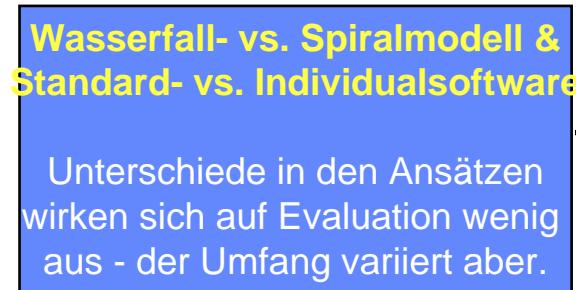 Wasserfall- vs. Spiralmodell &
Standard- vs. Individualsoftware
Unterschiede in den Ansätzen
wirken sich auf Evaluation wenig
aus - der Umfang variiert aber.